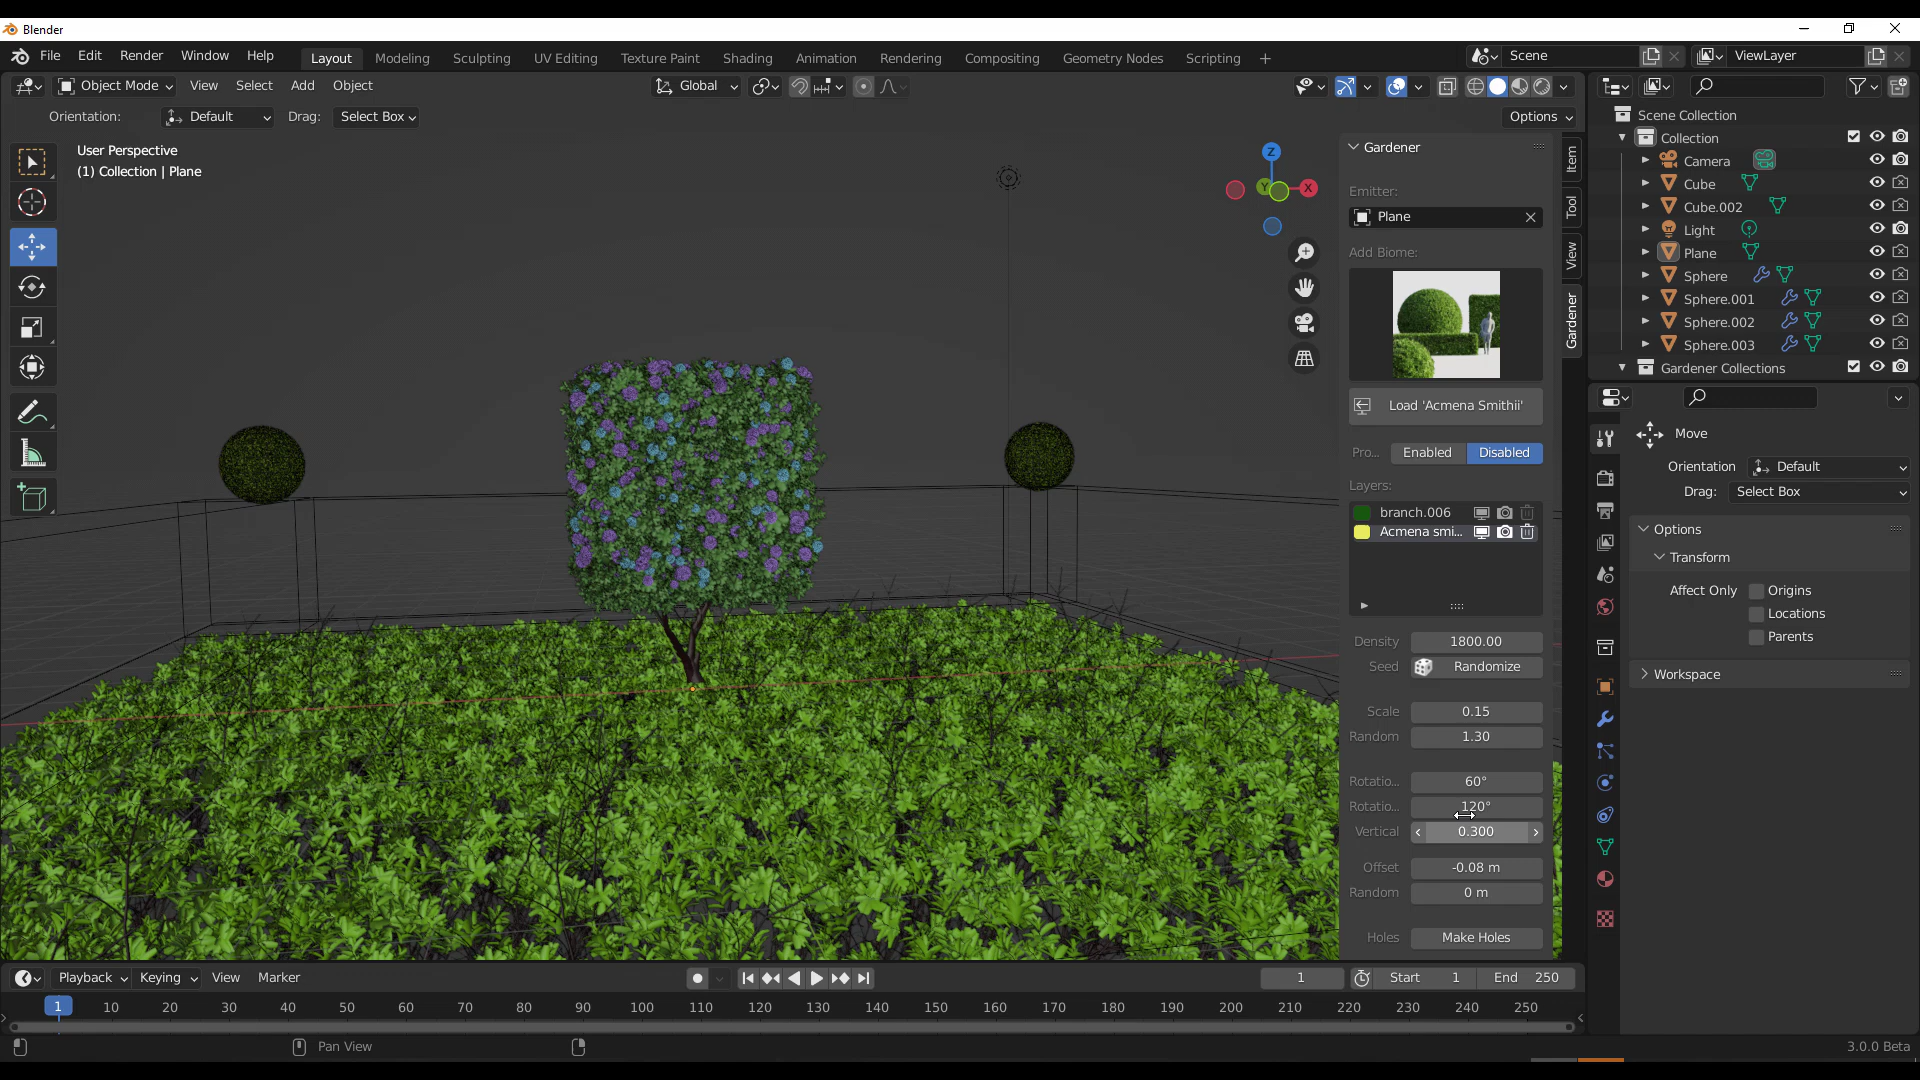 Blender
File Edit Render Window Help Layout Modeling Sculpting UV Editing Texture Paint Shading Animation Rendering Compositing Geometry Nodes Scripting + Scene ViewLayer
Object Mode View Select Add Object Global
Orientation: Default Drag: Select Box Options
User Perspective
(1) Collection | Plane
Z
Y
X
Gardener
Emitter:
Plane
Add Biome:
Load 'Acmena Smithii'
Pro... Enabled Disabled
Layers:
branch.006
Acmena smi...
Density 1800.00
Seed Randomize
Scale 0.15
Random 1.30
Rotatio... 60°
Rotatio... 120°
Vertical 0.300
Offset -0.08 m
Random 0 m
Holes Make Holes
Item
Tool
View
Gardener
Scene Collection
Collection
Camera
Cube
Cube.002
Light
Plane
Sphere
Sphere.001
Sphere.002
Sphere.003
Gardener Collections
Move
Orientation Default
Drag: Select Box
Options
Transform
Affect Only Origins
Locations
Parents
Workspace
Playback Keying View Marker 1 Start 1 End 250
1 10 20 30 40 50 60 70 80 90 100 110 120 130 140 150 160 170 180 190 200 210 220 230 240 250
Pan View
3.0.0 Beta